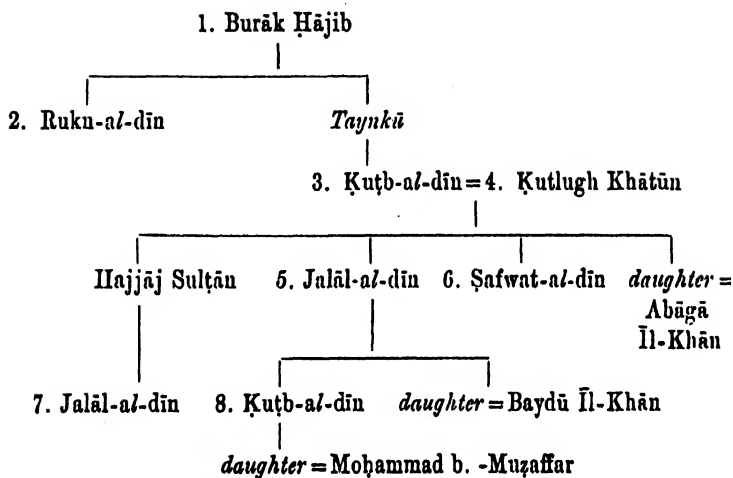 1. Burāk Ḥājib
2. Rukn-al-dīn Taynkū
3. Ḳuṭb-al-dīn = 4. Ḳutlugh Khātūn
Ḥajjāj Sulṭān 5. Jalāl-al-dīn 6. Ṣafwat-al-dīn daughter =
Abāgā
Īl-Khān
7. Jalāl-al-dīn 8. Ḳuṭb-al-dīn daughter = Baydū Īl-Khān
daughter = Moḥammad b. -Muẓaffar